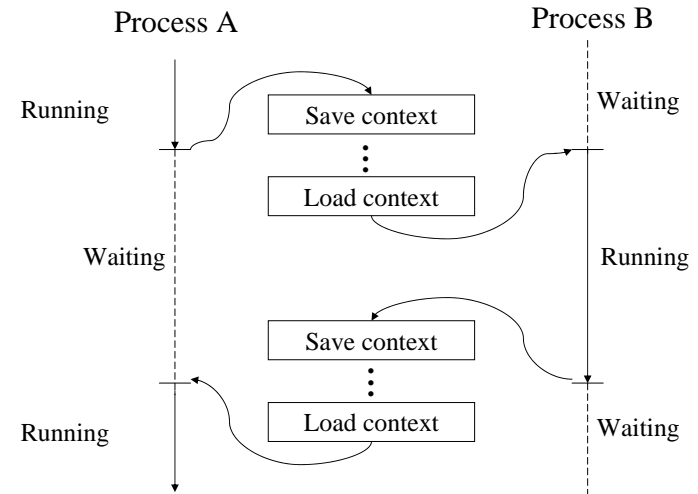 Process A
Process B
Running
Save context
Waiting
Load context
Waiting
Running
Save context
Running
Load context
Waiting